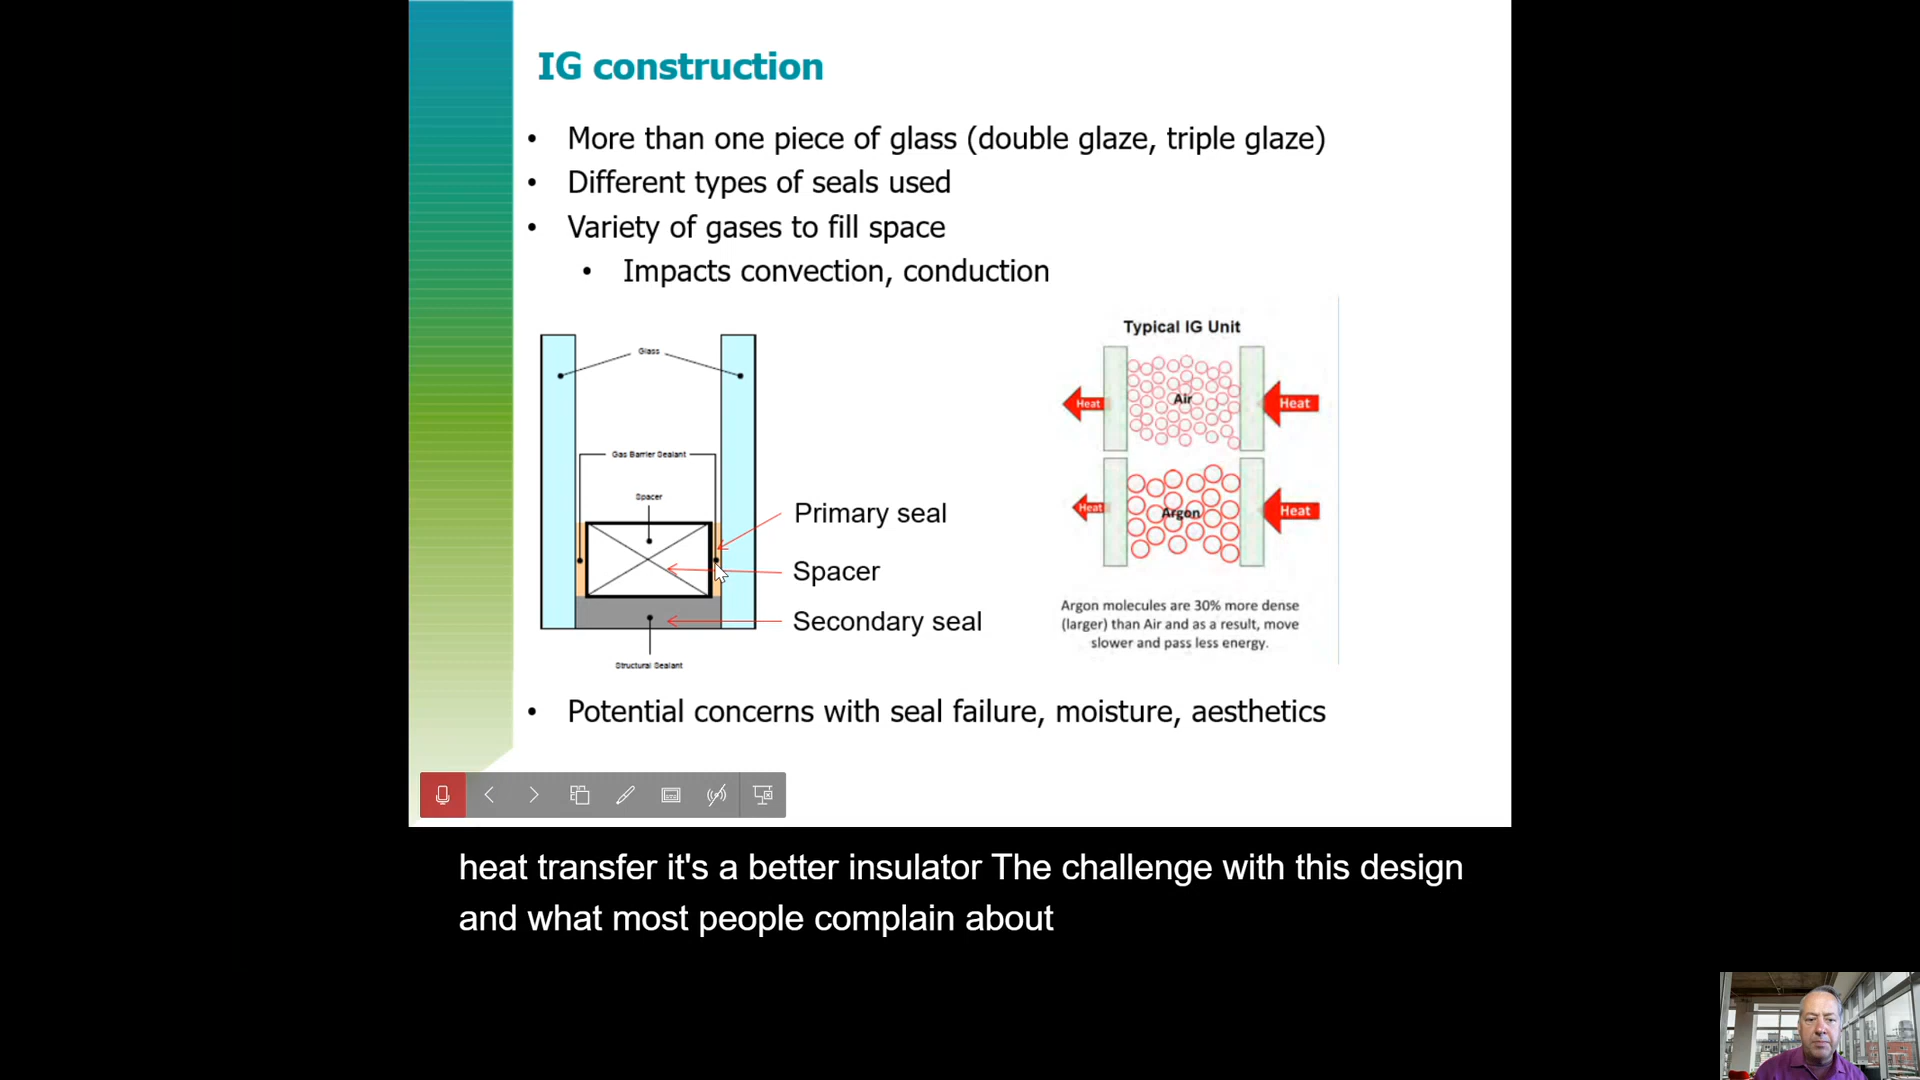 IG construction
• More than one piece of glass (double glaze, triple glaze)
• Different types of seals used
• Variety of gases to fill space
• Impacts convection, conduction
Glass
Gas Barrier Sealant
Spacer
Structural Sealant
Primary seal
Spacer
Secondary seal
Typical IG Unit
Heat
Air
Heat
Heat
Argon
Heat
Argon molecules are 30% more dense
(larger) than Air and as a result, move
slower and pass less energy.
• Potential concerns with seal failure, moisture, aesthetics
heat transfer it's a better insulator The challenge with this design
and what most people complain about